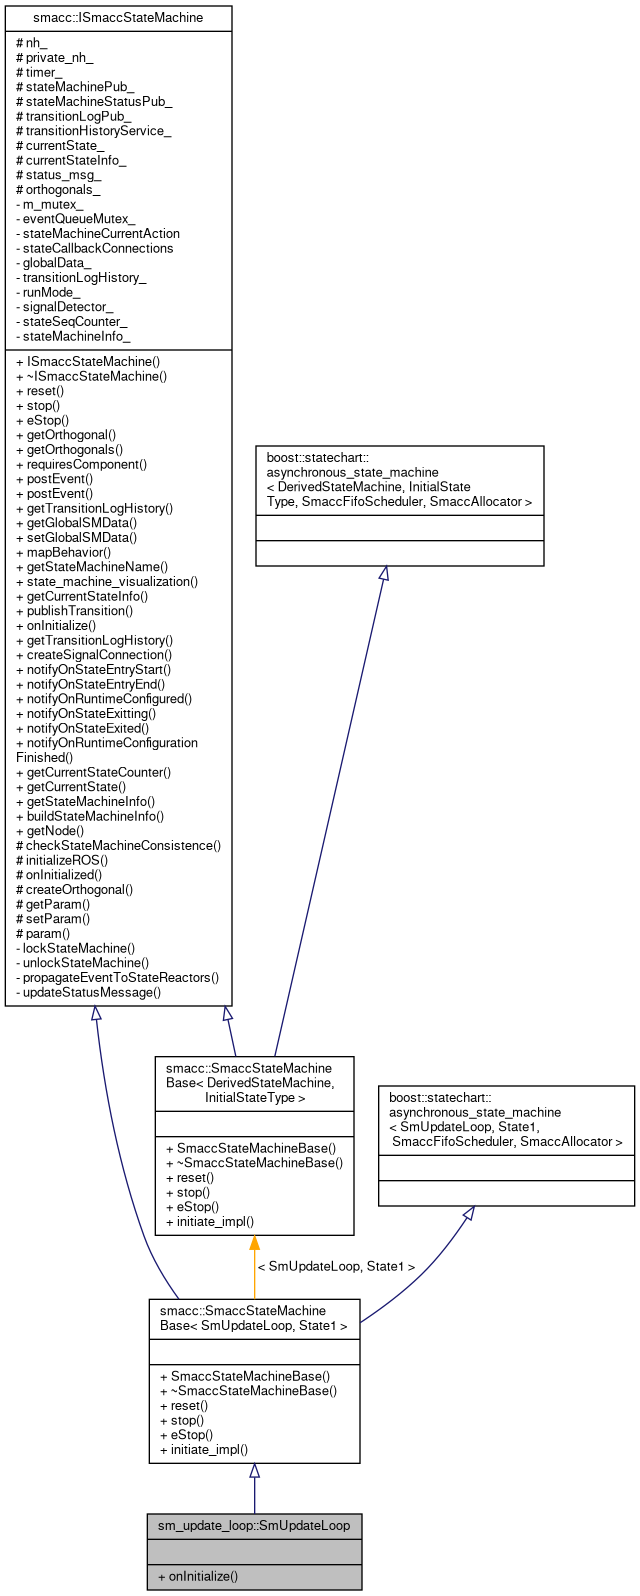 smacc::ISmaccStateMachine
# nh_
# private_nh_
# timer_
# stateMachinePub_
# stateMachineStatusPub_
# transitionLogPub_
# transitionHistoryService_
# currentState_
# currentStateInfo_
# status_msg_
# orthogonals_
- m_mutex_
- eventQueueMutex_
- stateMachineCurrentAction
- stateCallbackConnections
- globalData_
- transitionLogHistory_
- runMode_
- signalDetector_
- stateSeqCounter_
- stateMachineInfo_
+ ISmaccStateMachine()
+ ~ISmaccStateMachine()
+ reset()
+ stop()
+ eStop()
+ getOrthogonal()
+ getOrthogonals()
+ requiresComponent()
+ postEvent()
+ postEvent()
+ getTransitionLogHistory()
+ getGlobalSMData()
+ setGlobalSMData()
+ mapBehavior()
+ getStateMachineName()
+ state_machine_visualization()
+ getCurrentStateInfo()
+ publishTransition()
+ onInitialize()
+ getTransitionLogHistory()
+ createSignalConnection()
+ notifyOnStateEntryStart()
+ notifyOnStateEntryEnd()
+ notifyOnRuntimeConfigured()
+ notifyOnStateExitting()
+ notifyOnStateExited()
+ notifyOnRuntimeConfiguration
Finished()
+ getCurrentStateCounter()
+ getCurrentState()
+ getStateMachineInfo()
+ buildStateMachineInfo()
+ getNode()
# checkStateMachineConsistence()
# initializeROS()
# onInitialized()
# createOrthogonal()
# getParam()
# setParam()
# param()
- lockStateMachine()
- unlockStateMachine()
- propagateEventToStateReactors()
- updateStatusMessage()
boost::statechart::
asynchronous_state_machine
< DerivedStateMachine, InitialState
Type, SmaccFifoScheduler, SmaccAllocator >
smacc::SmaccStateMachine
Base< DerivedStateMachine,
InitialStateType >
+ SmaccStateMachineBase()
+ ~SmaccStateMachineBase()
+ reset()
+ stop()
+ eStop()
+ initiate_impl()
boost::statechart::
asynchronous_state_machine
< SmUpdateLoop, State1,
SmaccFifoScheduler, SmaccAllocator >
< SmUpdateLoop, State1 >
smacc::SmaccStateMachine
Base< SmUpdateLoop, State1 >
+ SmaccStateMachineBase()
+ ~SmaccStateMachineBase()
+ reset()
+ stop()
+ eStop()
+ initiate_impl()
sm_update_loop::SmUpdateLoop
+ onInitialize()